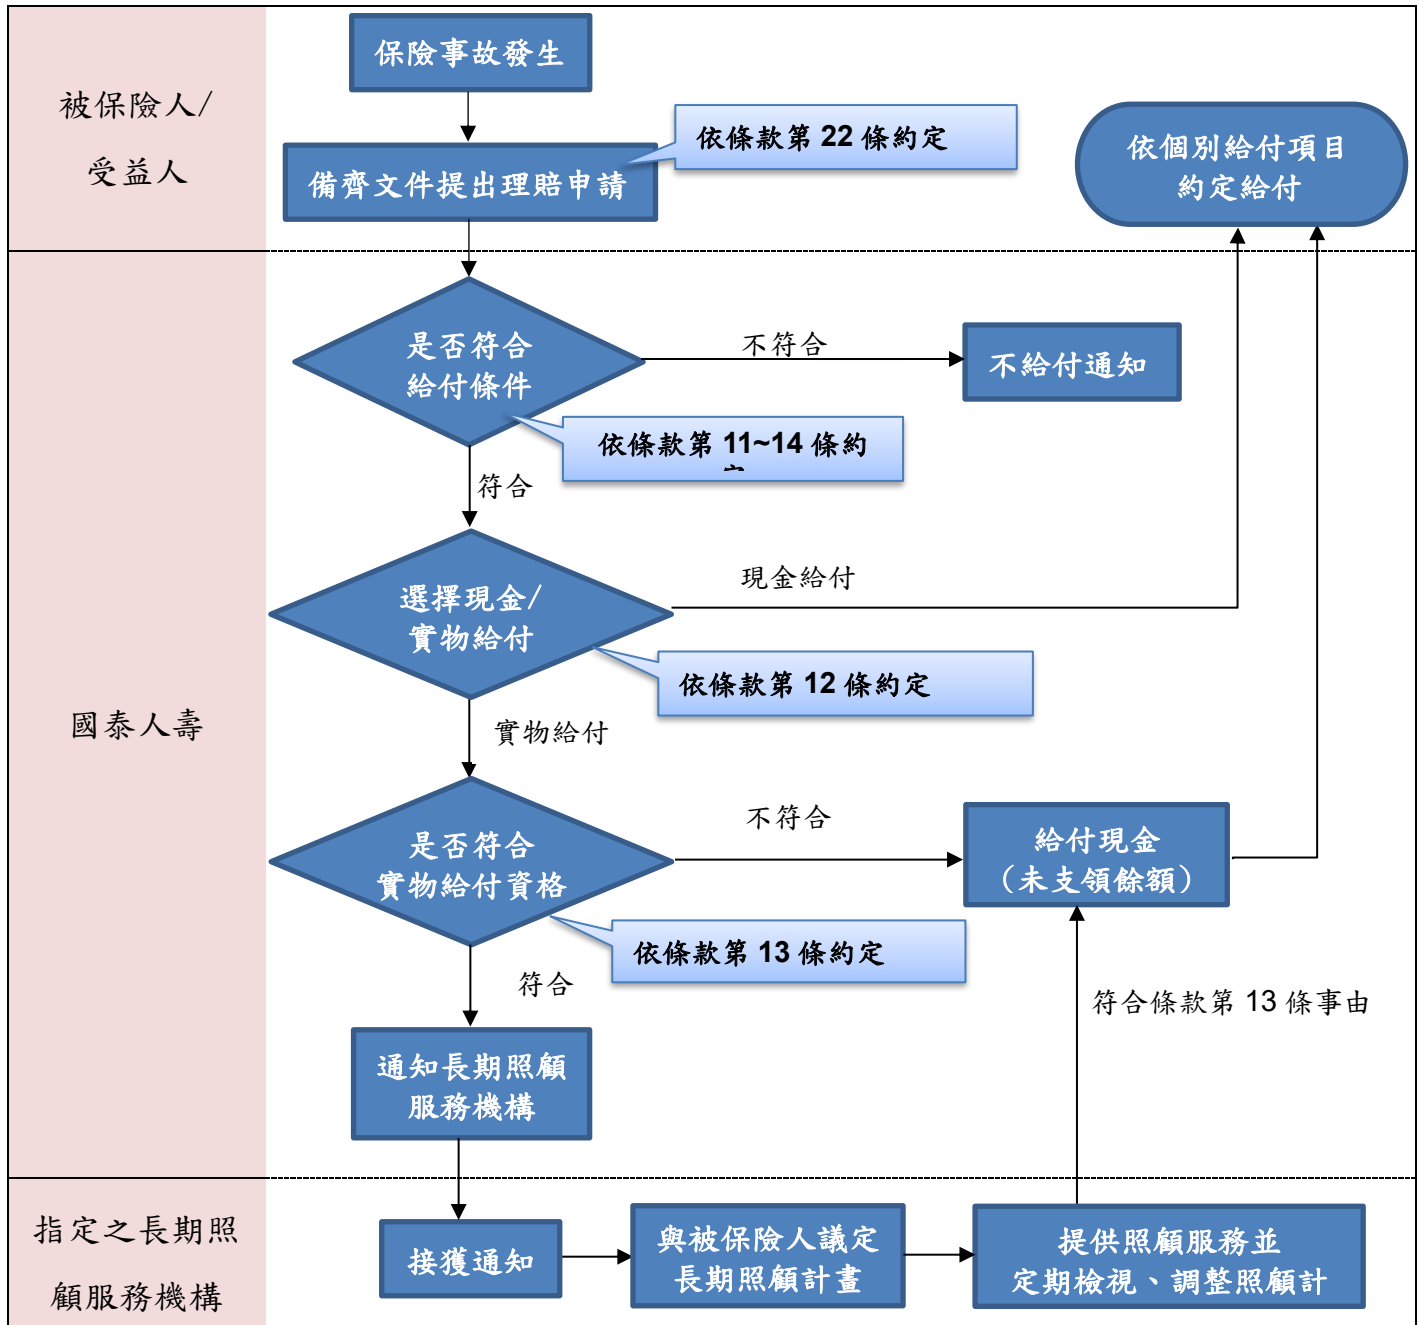 被保險人/
受益人
保險事故發生
備齊文件提出理賠申請
依條款第 22 條約定
依個別給付項目
約定給付
國泰人壽
是否符合
給付條件
不符合
不給付通知
依條款第 11~14 條約
符合
選擇現金/
實物給付
現金給付
依條款第 12 條約定
實物給付
是否符合
實物給付資格
不符合
給付現金
（未支領餘額）
依條款第 13 條約定
符合
符合條款第 13 條事由
通知長期照顧
服務機構
指定之長期照
顧服務機構
接獲通知
與被保險人議定
長期照顧計畫
提供照顧服務並
定期檢視、調整照顧計